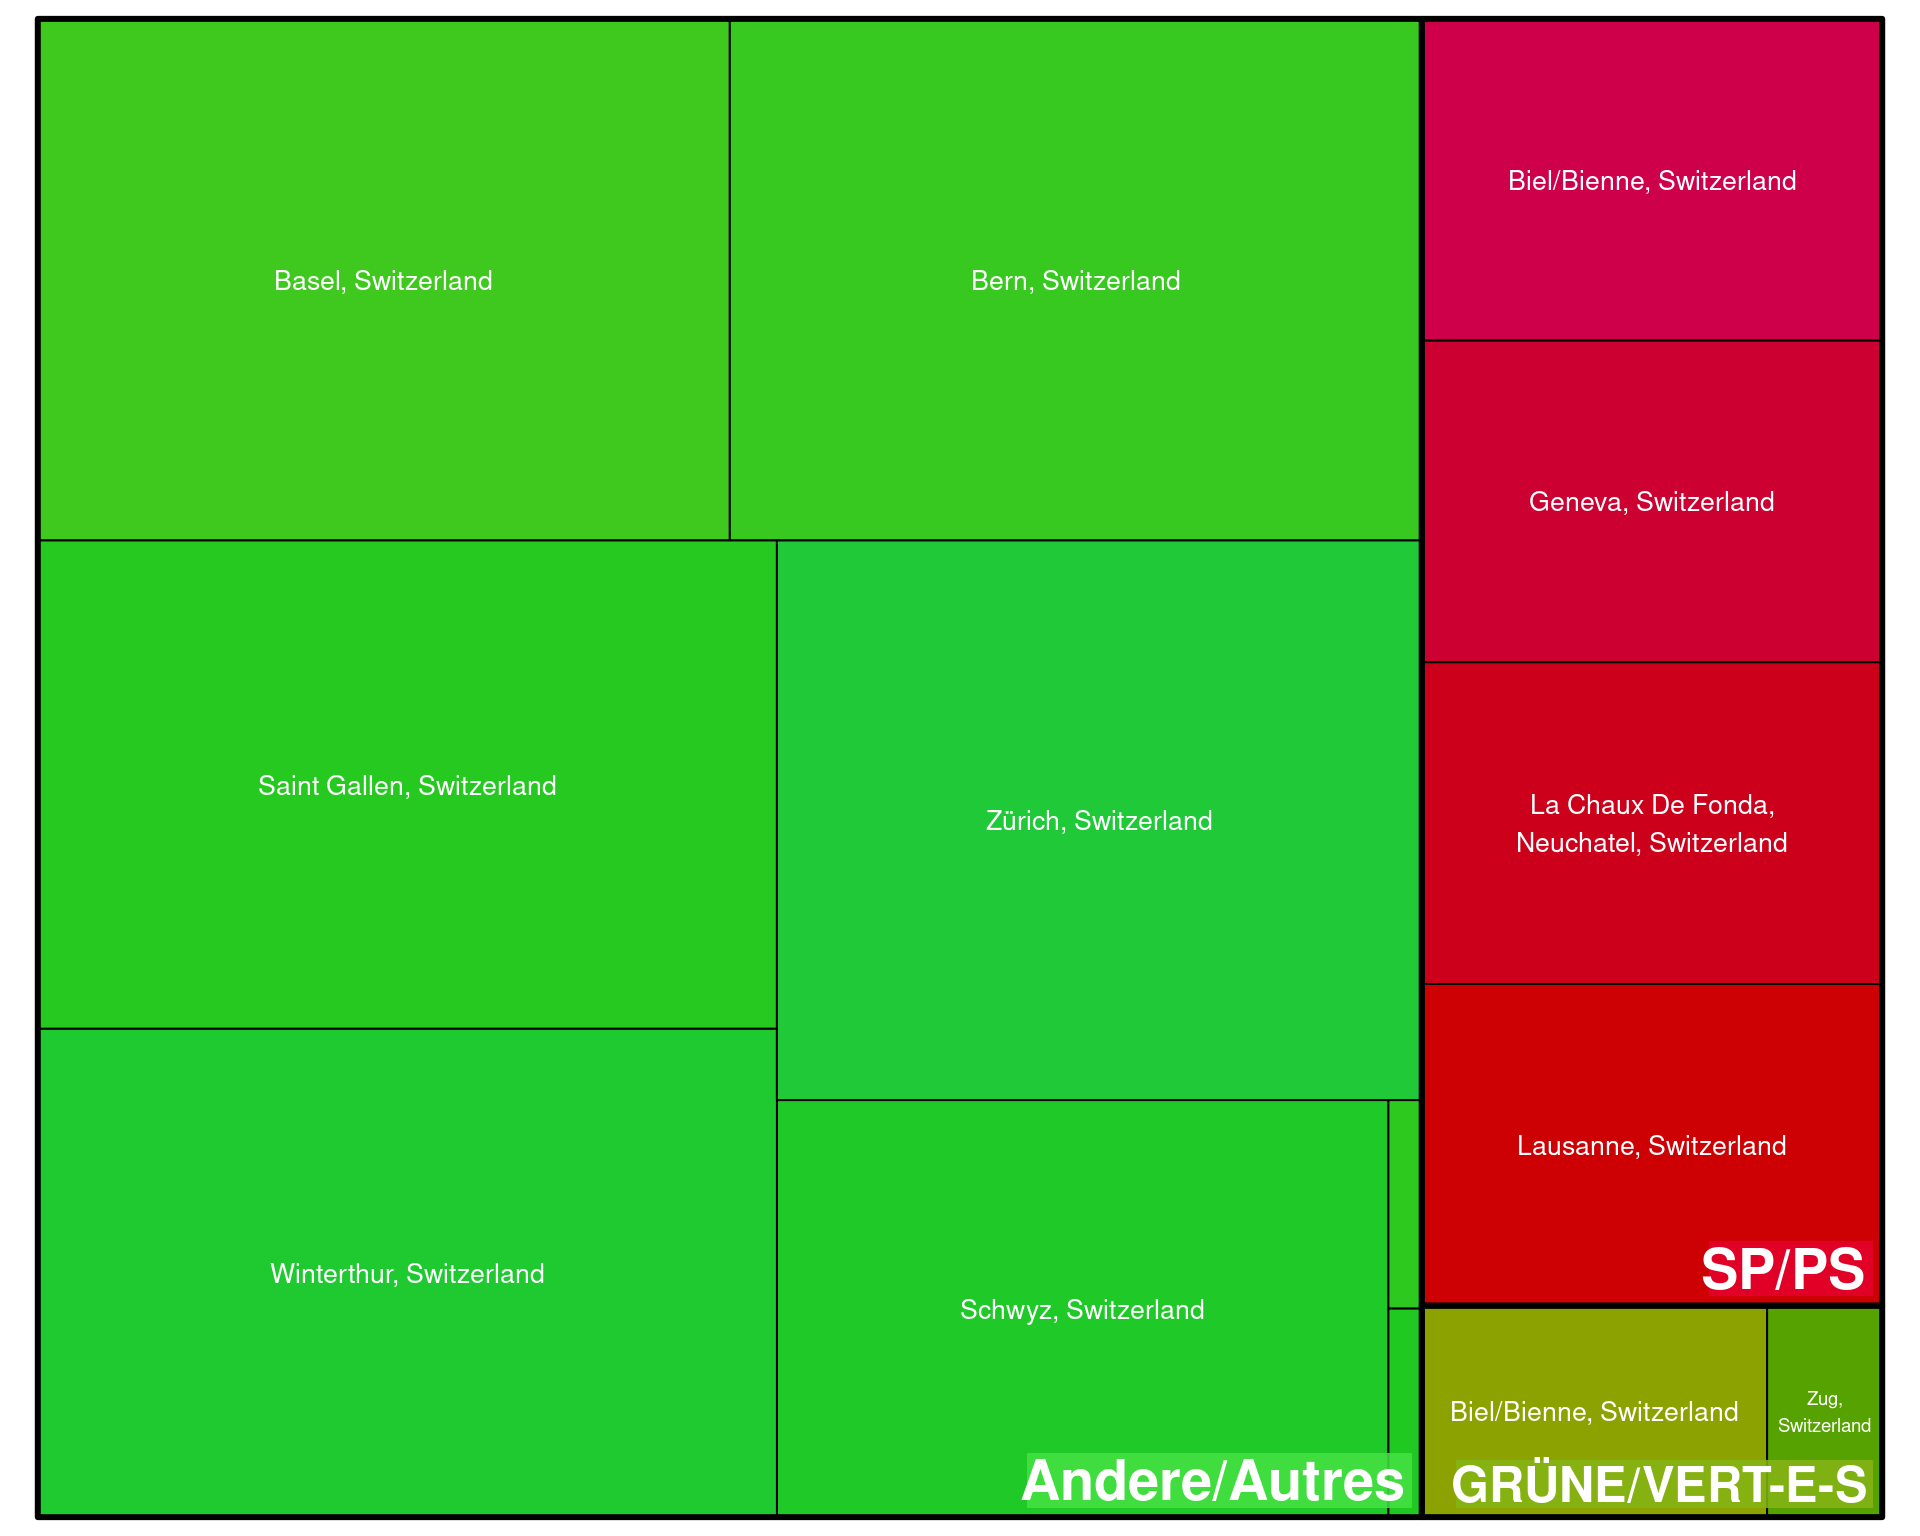 Basel, Switzerland
Bern, Switzerland
Saint Gallen, Switzerland
Zürich, Switzerland
Winterthur, Switzerland
Schwyz, Switzerland
Andere/Autres
Biel/Bienne, Switzerland
Geneva, Switzerland
La Chaux De Fonda,
Neuchatel, Switzerland
Lausanne, Switzerland
SP/PS
Biel/Bienne, Switzerland
Zug,
Switzerland
GRÜNE/VERT-E-S